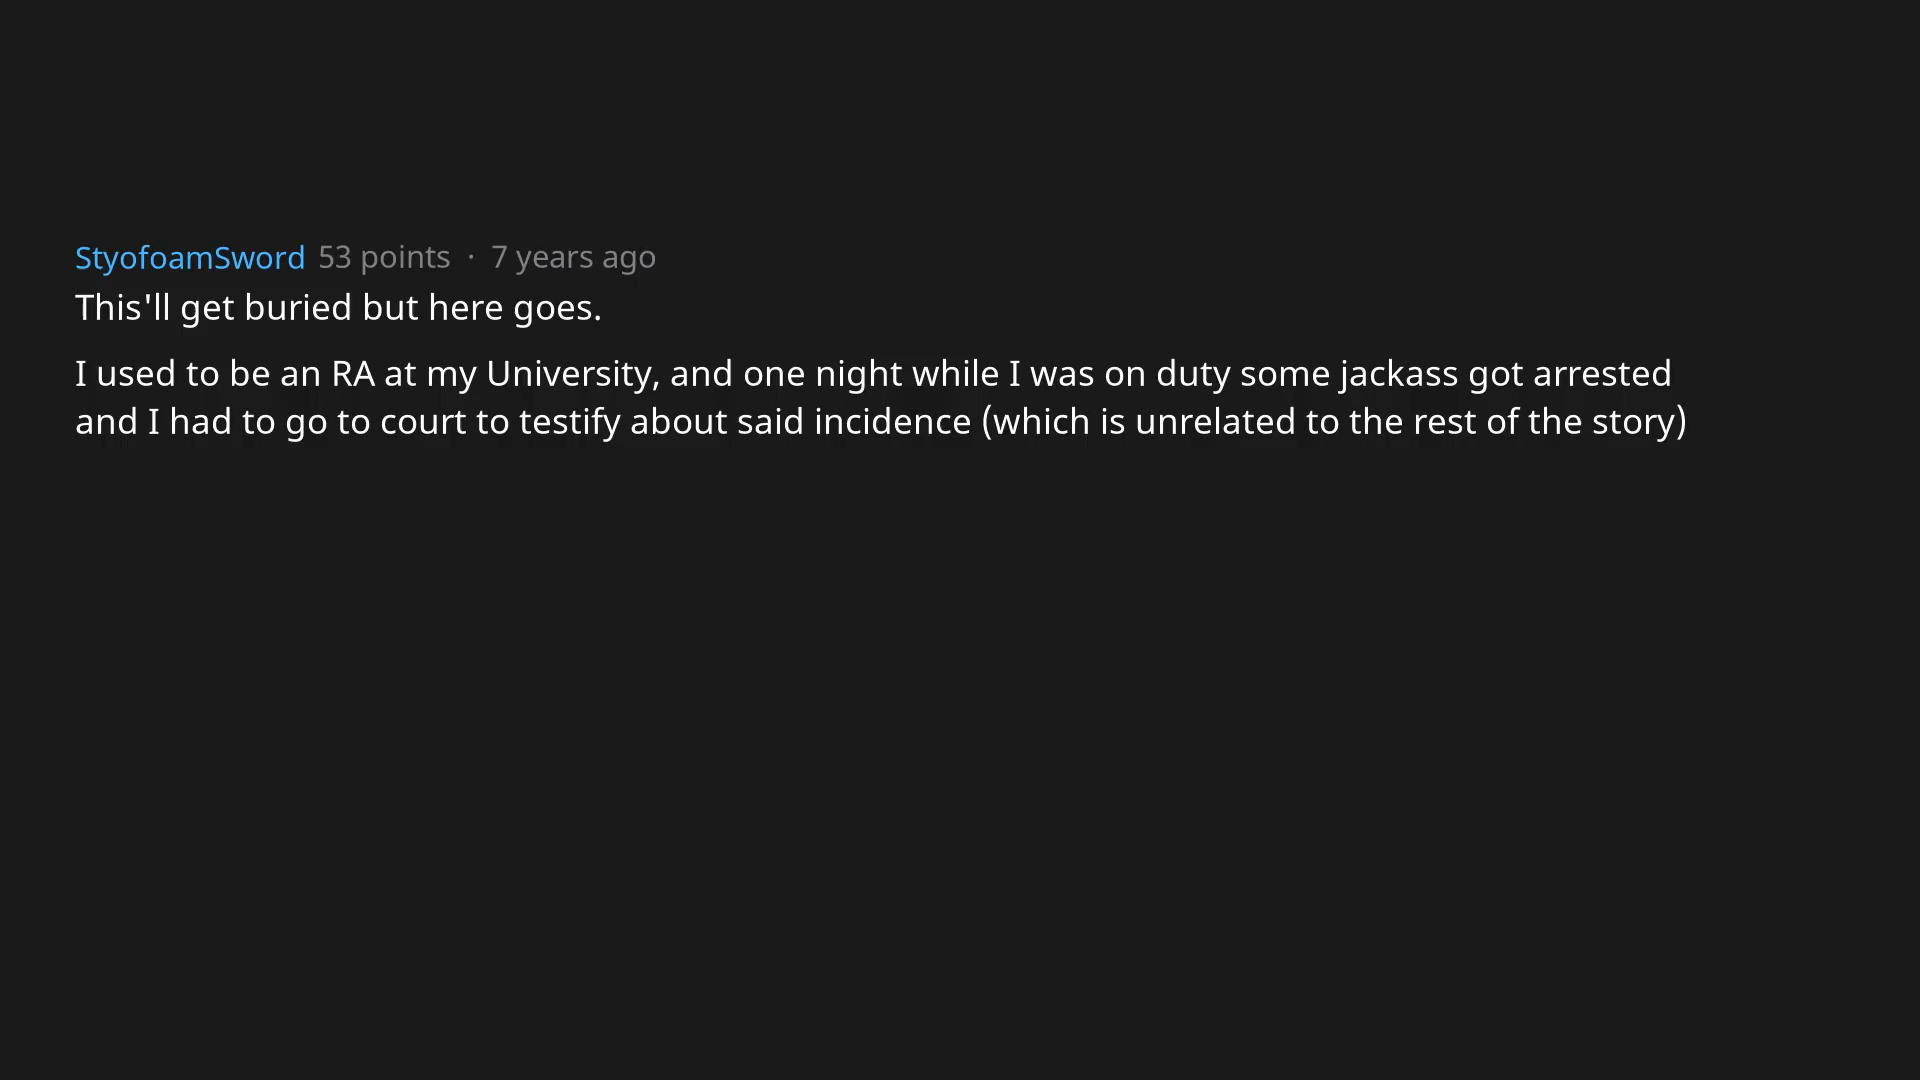 StyofoamSword 53 points · 7 years ago
This'll get buried but here goes.
I used to be an RA at my University, and one night while I was on duty some jackass got arrested
and I had to go to court to testify about said incidence (which is unrelated to the rest of the story)